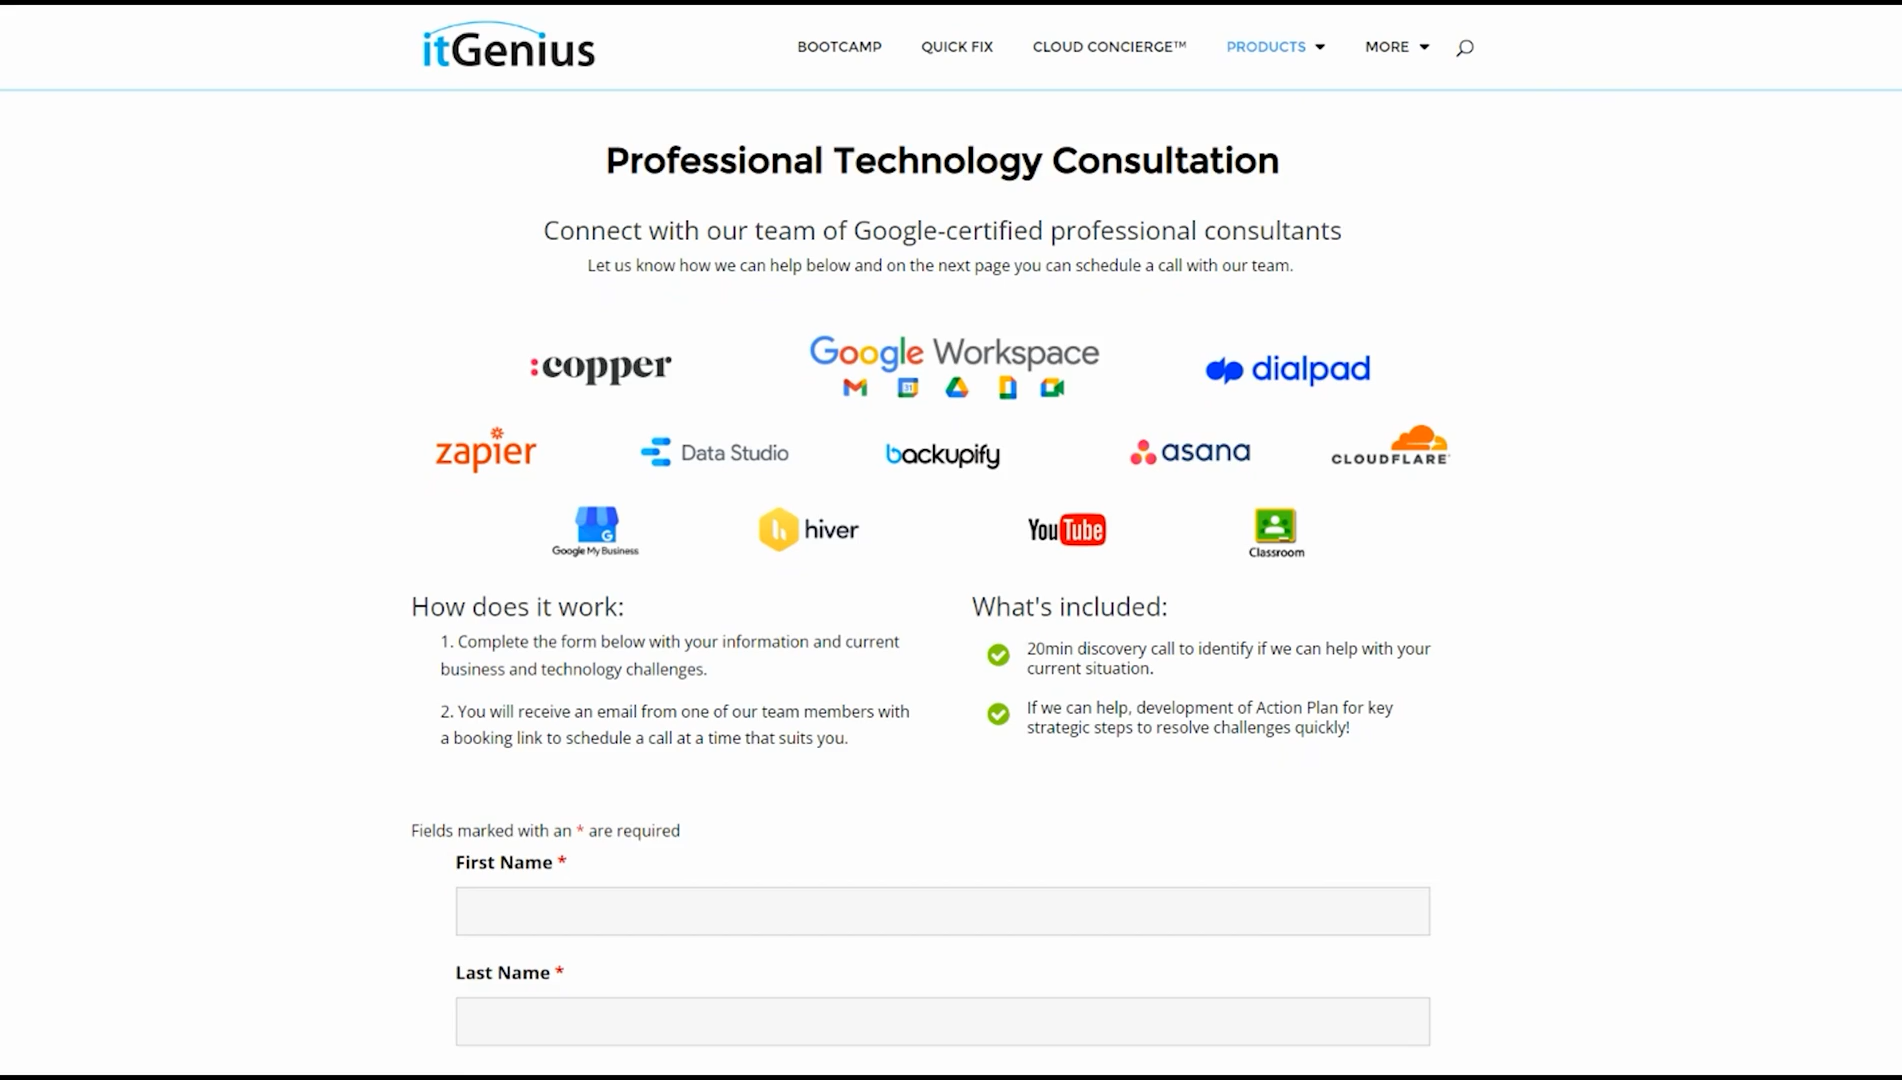 itGenius
BOOTCAMP
QUICK FIX
CLOUD CONCIERGE™
PRODUCTS
MORE
Professional Technology Consultation
Connect with our team of Google-certified professional consultants
Let us know how we can help below and on the next page you can schedule a call with our team.
:copper
Google Workspace
31
dialpad
zapier
Data Studio
backupify
asana
CLOUDFLARE
G
Google My Business
h hiver
YouTube
Classroom
How does it work:
1. Complete the form below with your information and current
business and technology challenges.
2. You will receive an email from one of our team members with
a booking link to schedule a call at a time that suits you.
What's included:
20min discovery call to identify if we can help with your
current situation.
If we can help, development of Action Plan for key
strategic steps to resolve challenges quickly!
Fields marked with an * are required
First Name *
Last Name *